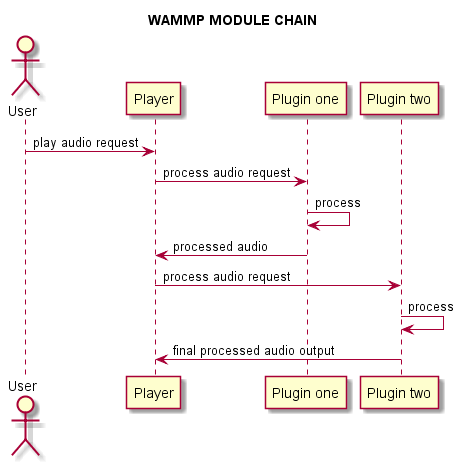 WAMMP MODULE CHAIN
User
Player
Plugin one
Plugin two
play audio request
process audio request
process
processed audio
process audio request
process
final processed audio output
User
Player
Plugin one
Plugin two